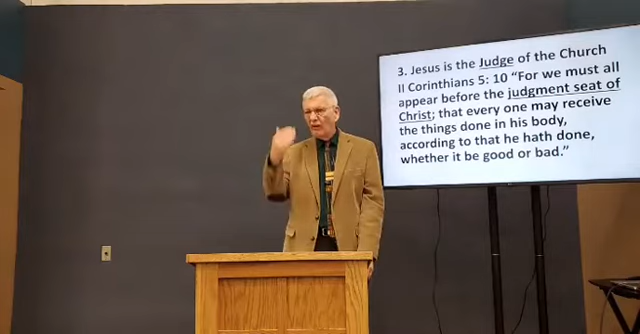 3. Jesus is the Judge of the Church
II Corinthians 5: 10 “For we must all
appear before the judgment seat of
Christ; that every one may receive
the things done in his body,
according to that he hath done,
whether it be good or bad.”